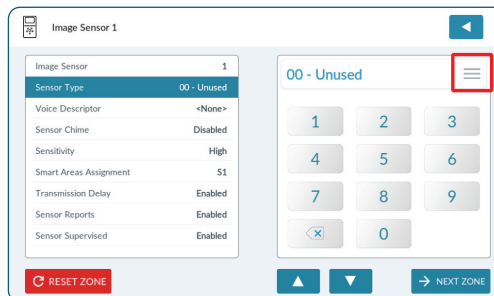 Image Sensor 1
Image Sensor 1
Sensor Type 00 - Unused
Voice Descriptor <None>
Sensor Chime Disabled
Sensitivity High
Smart Areas Assignment S1
Transmission Delay Enabled
Sensor Reports Enabled
Sensor Supervised Enabled
RESET ZONE
00 - Unused
1 2 3
4 5 6
7 8 9
0
NEXT ZONE